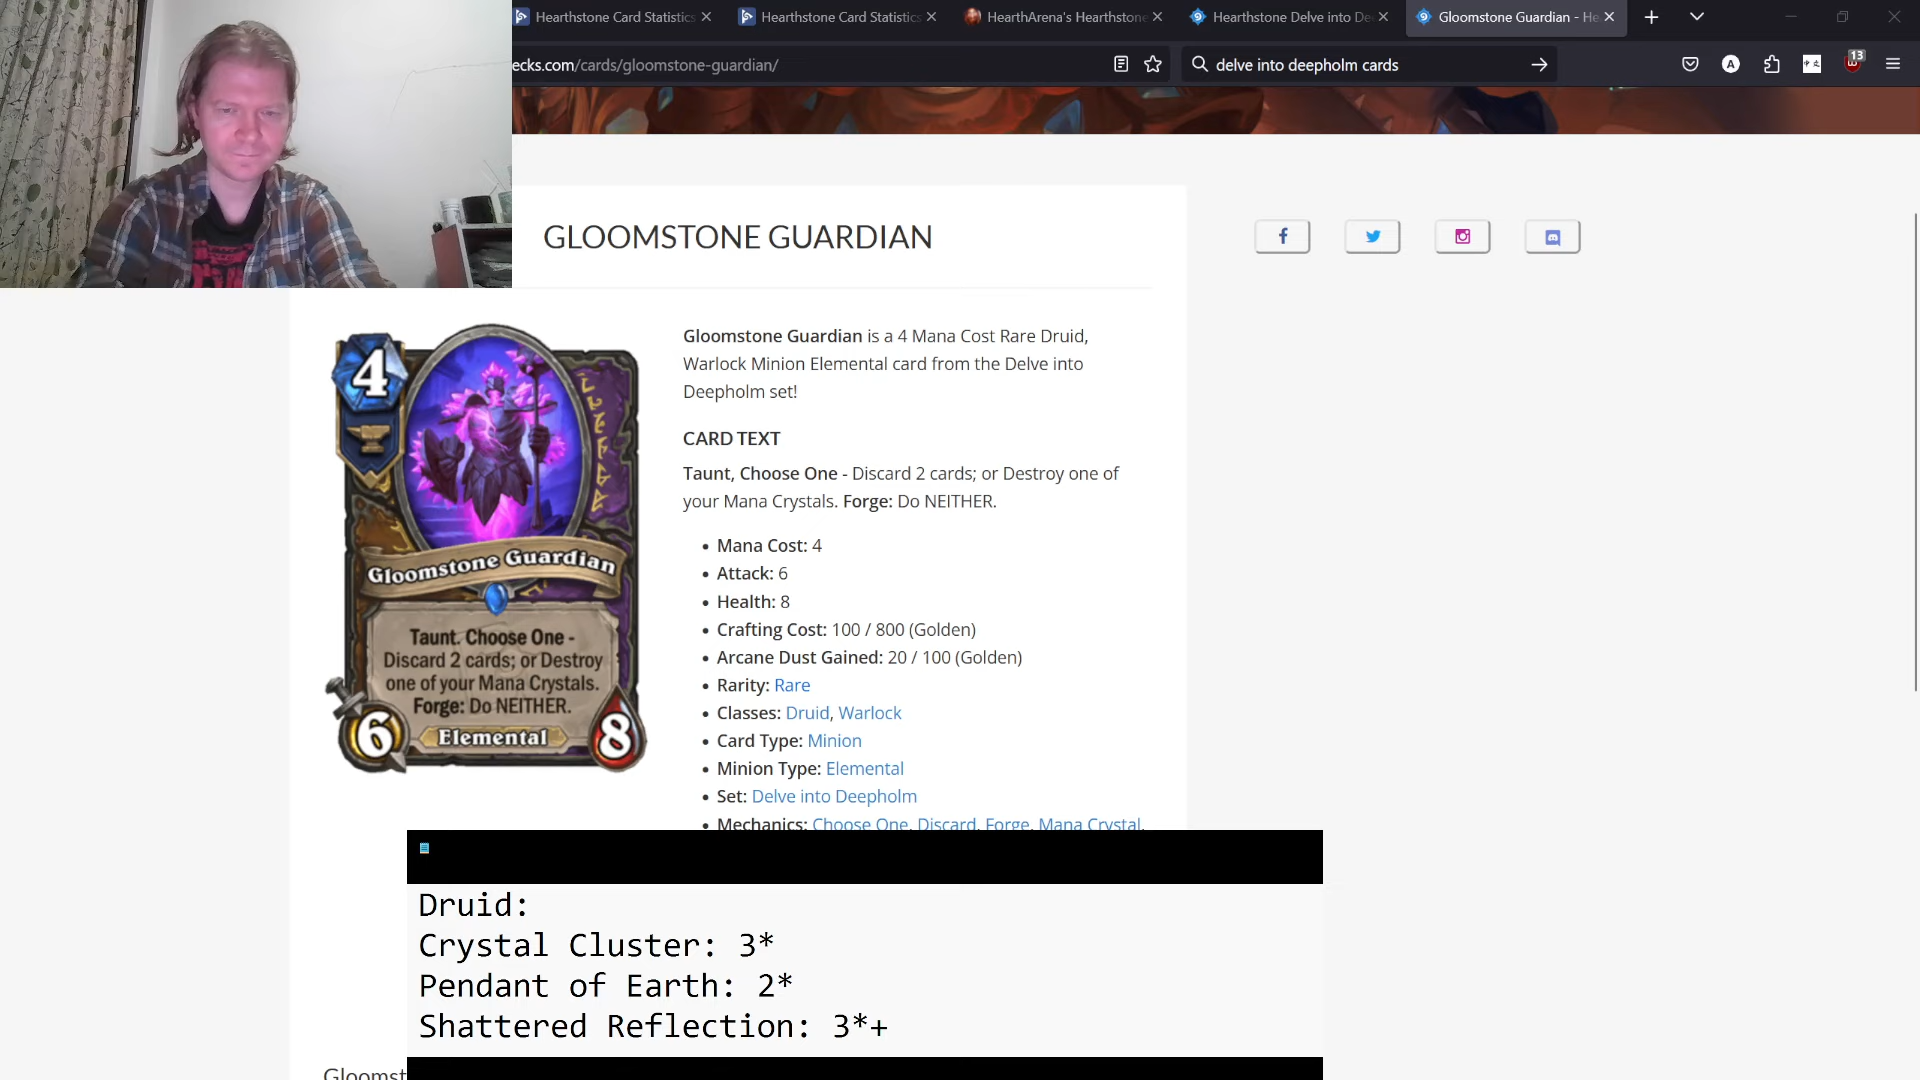 Hearthstone Card Statistics
Hearthstone Card Statistics
HearthArena's Hearthstone
Hearthstone Delve into De
Gloomstone Guardian - He
ecks.com/cards/gloomstone-guardian/
delve into deepholm cards
A
13
GLOOMSTONE GUARDIAN
4
Gloomstone Guardian
Taunt. Choose One -
Discard 2 cards; or Destroy
one of your Mana Crystals.
Forge: Do NEITHER.
6
Elemental
8
Gloomstone Guardian is a 4 Mana Cost Rare Druid,
Warlock Minion Elemental card from the Delve into
Deepholm set!
CARD TEXT
Taunt, Choose One - Discard 2 cards; or Destroy one of
your Mana Crystals. Forge: Do NEITHER.
• Mana Cost: 4
• Attack: 6
• Health: 8
• Crafting Cost: 100 / 800 (Golden)
• Arcane Dust Gained: 20 / 100 (Golden)
• Rarity: Rare
• Classes: Druid, Warlock
• Card Type: Minion
• Minion Type: Elemental
• Set: Delve into Deepholm
• Mechanics: Choose One, Discard, Forge, Mana Crystal,
Druid:
Crystal Cluster: 3*
Pendant of Earth: 2*
Shattered Reflection: 3*+
Gloomst